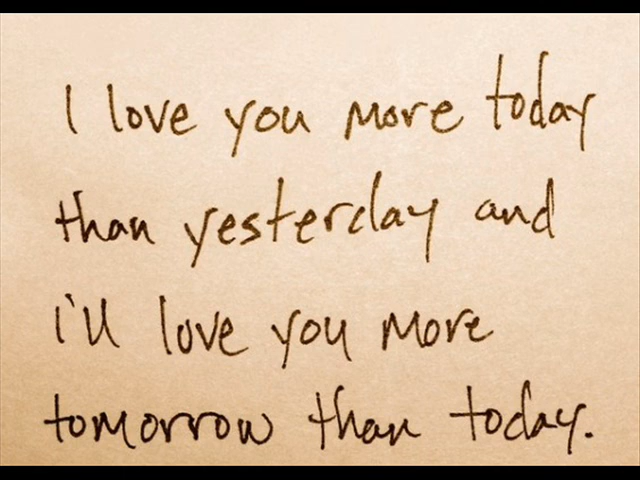 I love you more today
than yesterday and
i'll love you more
tomorrow than today.